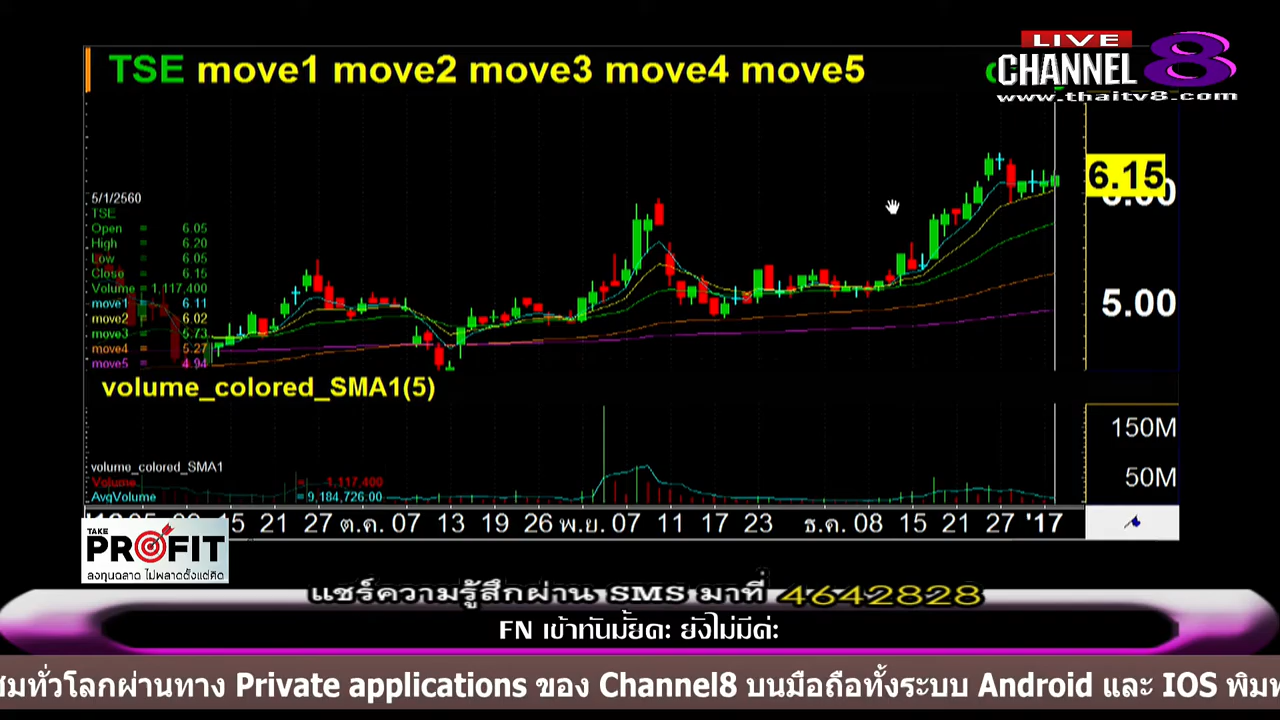 LIVE
CHANNEL 8
www.thaitv8.com
TSE move1 move2 move3 move4 move5
6.15
5.00
5/1/2560
TSE
Open = 6.05
High = 6.20
Low = 6.05
Close = 6.15
Volume = 1,117,400
move1 = 6.11
move2 = 6.02
move3 = 5.73
move4 = 5.27
move5 = 4.94
volume_colored_SMA1(5)
150M
50M
volume_colored_SMA1
Volume = 1,117,400
AvgVolume = 9,184,726.00
15 21 27 ต.ค. 07 13 19 26 พ.ย. 07 11 17 23 ธ.ค. 08 15 21 27 '17
TAKE
PROFIT
ลงทุนฉลาด ไม่พลาดตั้งแต่คิด
แชร์ความรู้สึกผ่าน SMS มาที่ 4642828
FN เข้าทันมั้ยคะ ยังไม่มีค่ะ
ชมทั่วโลกผ่านทาง Private applications ของ Channel8 บนมือถือทั้งระบบ Android และ IOS พิมพ